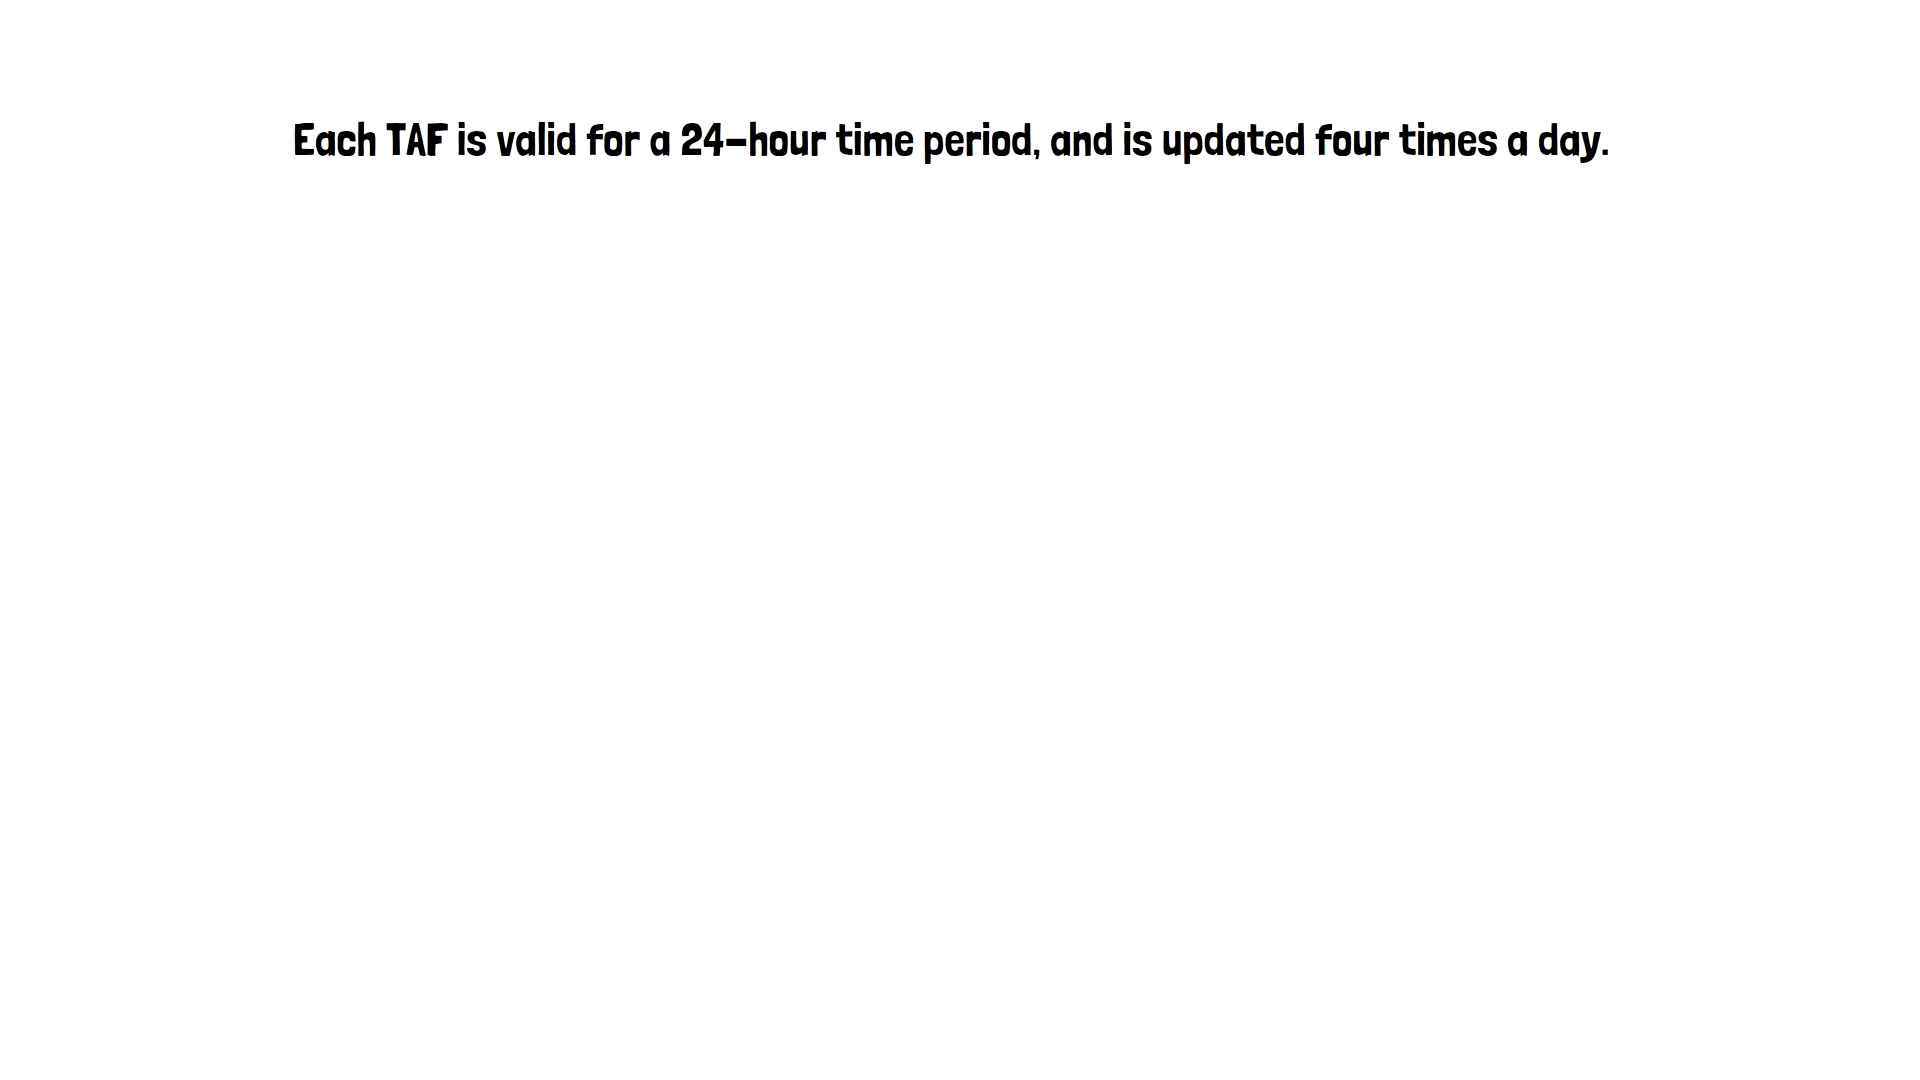 Each TAF is valid for a 24-hour time period, and is updated four times a day.